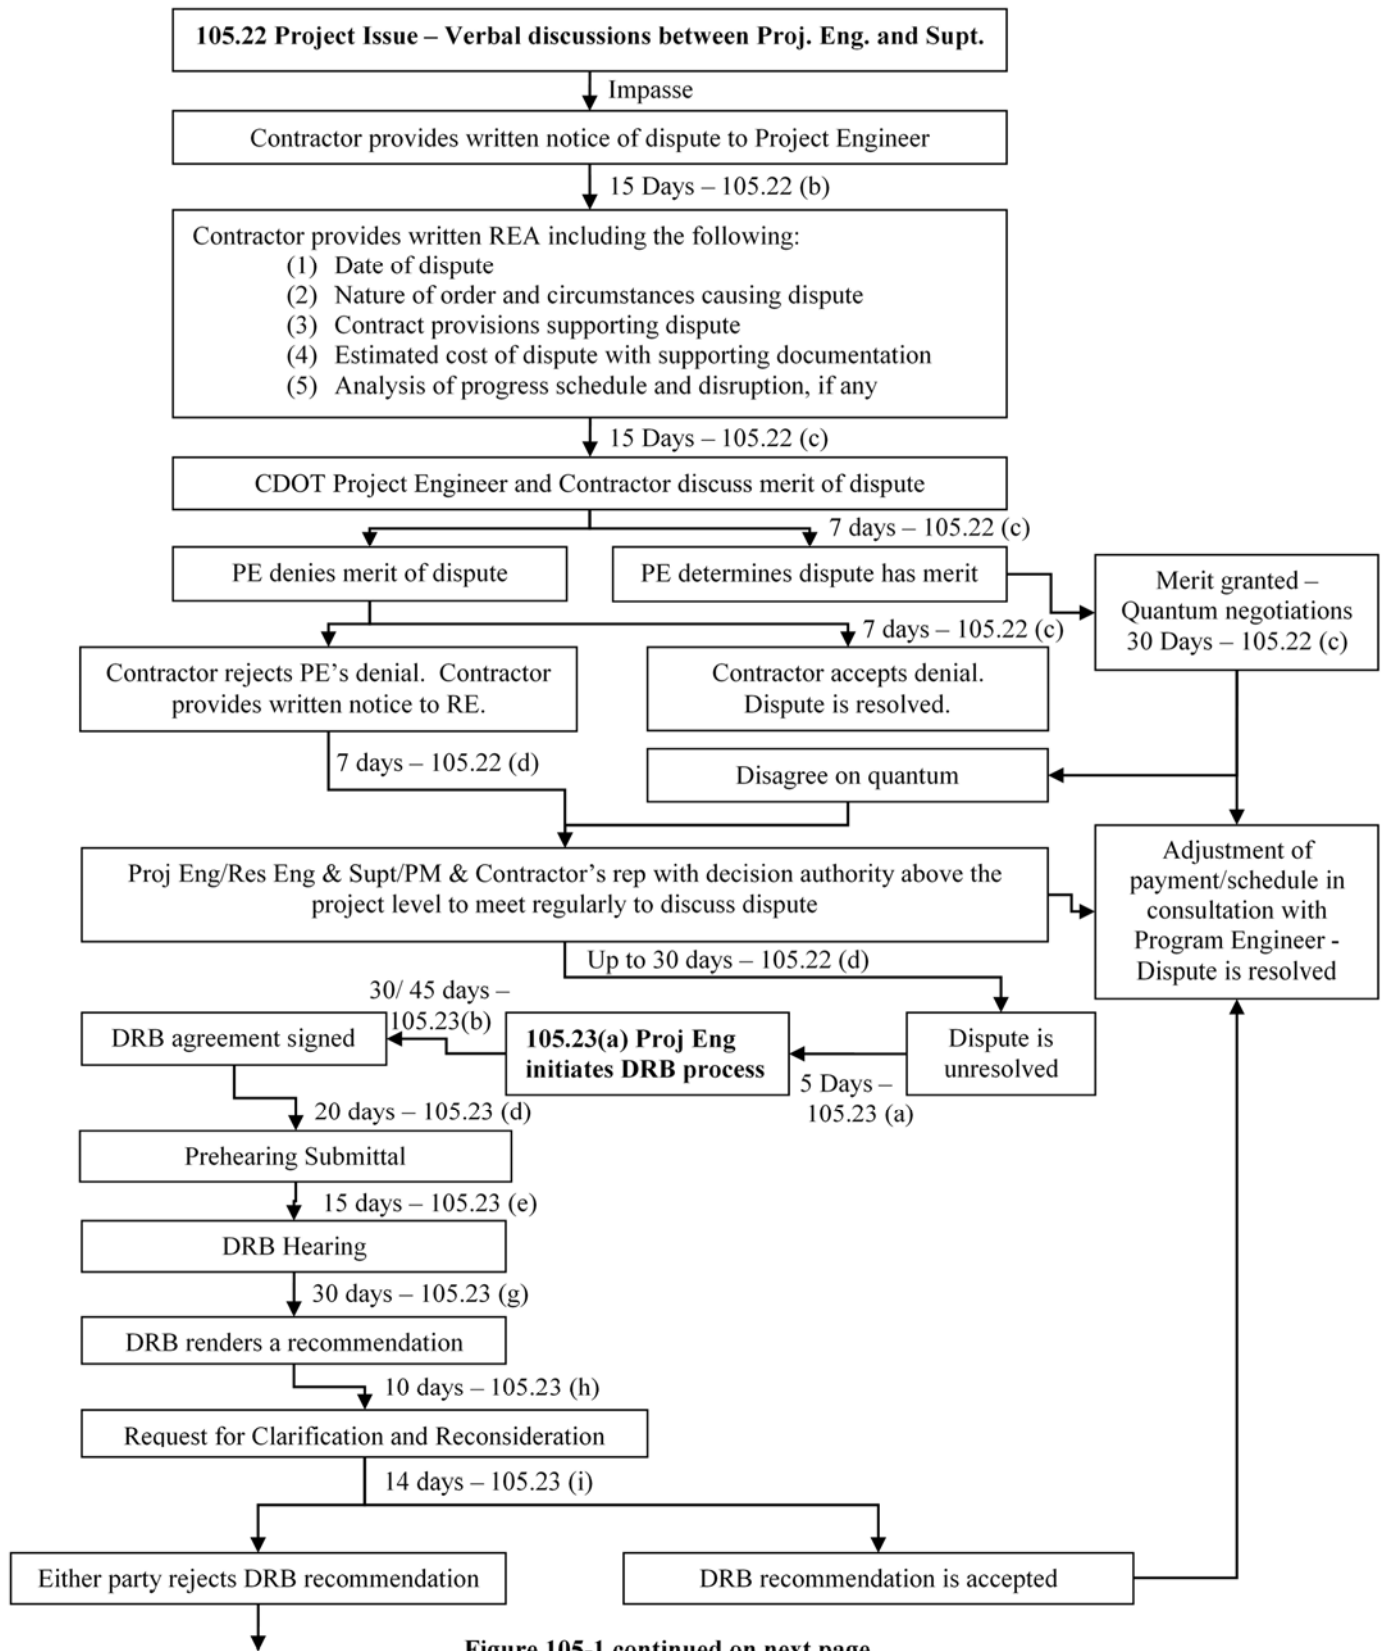 105.22 Project Issue – Verbal discussions between Proj. Eng. and Supt.
Impasse
Contractor provides written notice of dispute to Project Engineer
15 Days – 105.22 (b)
Contractor provides written REA including the following:
(1) Date of dispute
(2) Nature of order and circumstances causing dispute
(3) Contract provisions supporting dispute
(4) Estimated cost of dispute with supporting documentation
(5) Analysis of progress schedule and disruption, if any
15 Days – 105.22 (c)
CDOT Project Engineer and Contractor discuss merit of dispute
7 days – 105.22 (c)
PE denies merit of dispute
PE determines dispute has merit
Merit granted –
Quantum negotiations
30 Days – 105.22 (c)
7 days – 105.22 (c)
Contractor rejects PE’s denial. Contractor
provides written notice to RE.
Contractor accepts denial.
Dispute is resolved.
7 days – 105.22 (d)
Disagree on quantum
Proj Eng/Res Eng & Supt/PM & Contractor’s rep with decision authority above the
project level to meet regularly to discuss dispute
Adjustment of
payment/schedule in
consultation with
Program Engineer -
Dispute is resolved
Up to 30 days – 105.22 (d)
30/ 45 days –
105.23(b)
DRB agreement signed
105.23(a) Proj Eng
initiates DRB process
Dispute is
unresolved
5 Days –
105.23 (a)
20 days – 105.23 (d)
Prehearing Submittal
15 days – 105.23 (e)
DRB Hearing
30 days – 105.23 (g)
DRB renders a recommendation
10 days – 105.23 (h)
Request for Clarification and Reconsideration
14 days – 105.23 (i)
Either party rejects DRB recommendation
DRB recommendation is accepted
Figure 105-1 continued on next page